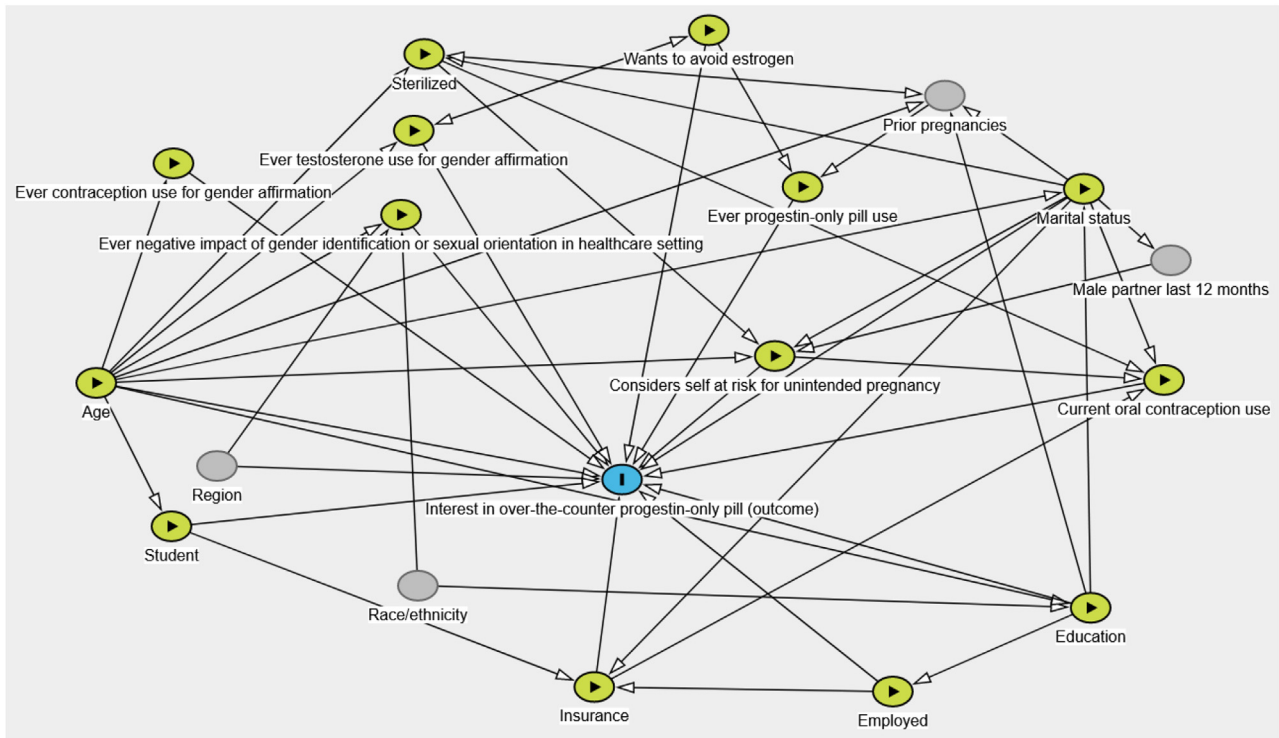 Wants to avoid estrogen
Sterilized
Prior pregnancies
Ever testosterone use for gender affirmation
Ever contraception use for gender affirmation
Ever progestin-only pill use
Marital status
Ever negative impact of gender identification or sexual orientation in healthcare setting
Male partner last 12 months
Considers self at risk for unintended pregnancy
Age
Current oral contraception use
Region
Interest in over-the-counter progestin-only pill (outcome)
Student
Race/ethnicity
Education
Insurance
Employed